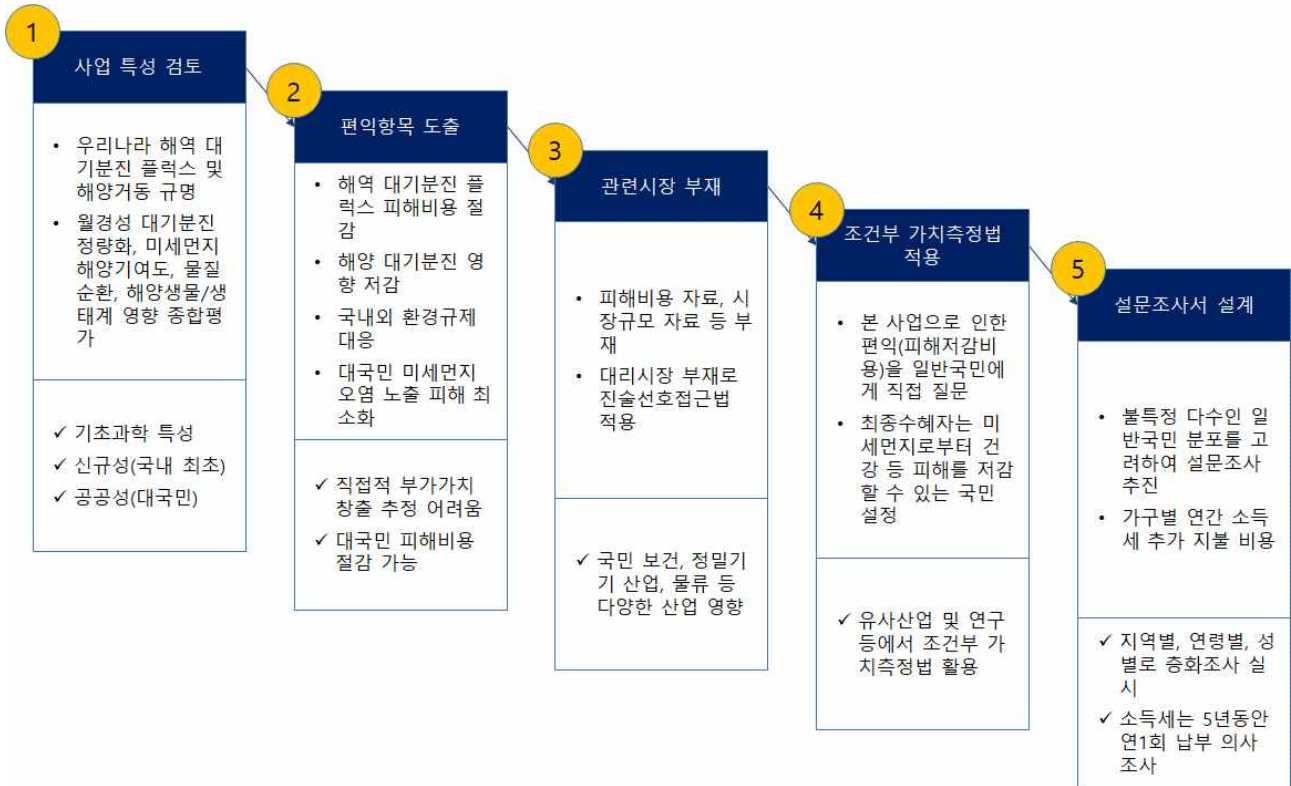 1
사업 특성 검토
• 우리나라 해역 대
기분진 플럭스 및
해양거동 규명
• 월경성 대기분진
정량화, 미세먼지
해양기여도, 물질
순환, 해양생물/생
태계 영향 종합평
가
✓ 기초과학 특성
✓ 신규성(국내 최초)
✓ 공공성(대국민)
2
편익항목 도출
• 해역 대기분진 플
럭스 피해비용 절
감
• 해양 대기분진 영
향 저감
• 국내외 환경규제
대응
• 대국민 미세먼지
오염 노출 피해 최
소화
✓ 직접적 부가가치
창출 추정 어려움
✓ 대국민 피해비용
절감 가능
3
관련시장 부재
• 피해비용 자료, 시
장규모 자료 등 부
재
• 대리시장 부재로
진술선호접근법
적용
✓ 국민 보건, 정밀기
기 산업, 물류 등
다양한 산업 영향
4
조건부 가치측정법
적용
• 본 사업으로 인한
편익(피해저감비
용)을 일반국민에
게 직접 질문
• 최종수혜자는 미
세먼지로부터 건
강 등 피해를 저감
할 수 있는 국민
설정
✓ 유사산업 및 연구
등에서 조건부 가
치측정법 활용
5
설문조사서 설계
• 불특정 다수인 일
반국민 분포를 고
려하여 설문조사
추진
• 가구별 연간 소득
세 추가 지불 비용
✓ 지역별, 연령별, 성
별로 층화조사 실
시
✓ 소득세는 5년동안
연1회 납부 의사
조사